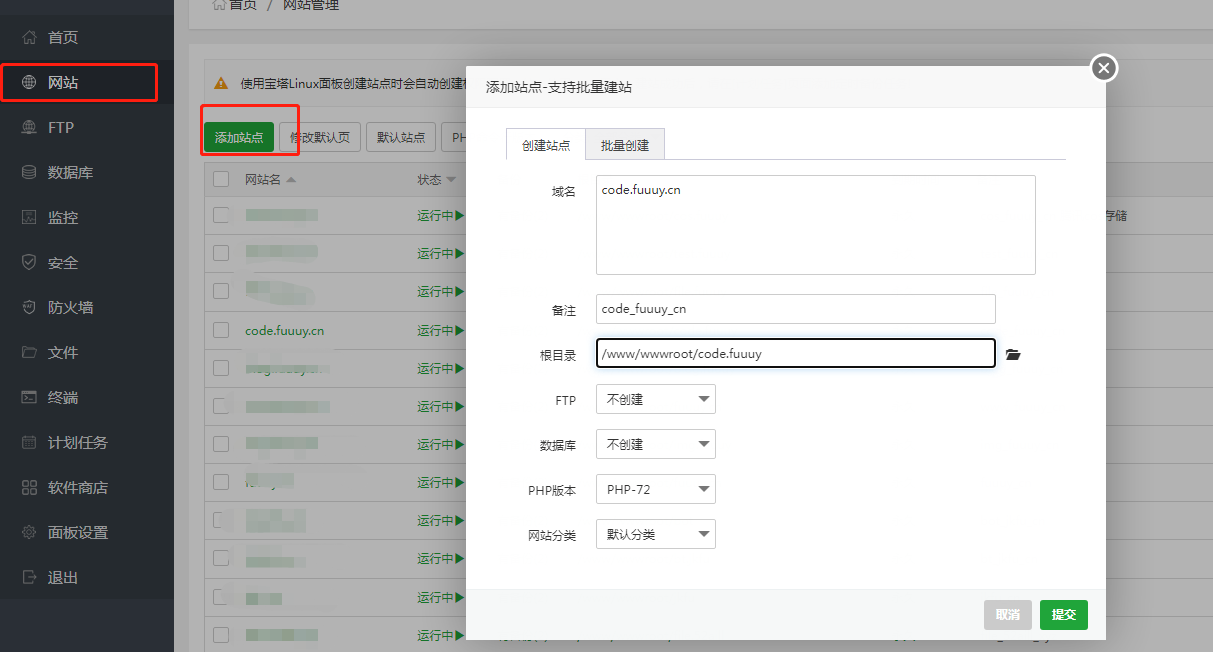 首页 / 网站管理
首页
网站
FTP
数据库
监控
安全
防火墙
文件
终端
计划任务
软件商店
面板设置
退出
使用宝塔Linux面板创建站点时会自动创建
添加站点 修改默认页 默认站点 PH
网站名 状态
运行中 存储
运行中
运行中
code.fuuuy.cn 运行中
运行中
运行中
运行中
运行中
运行中
运行中
运行中
运行中
添加站点-支持批量建站
创建站点 批量创建
域名 code.fuuuy.cn
备注 code_fuuuy_cn
根目录 /www/wwwroot/code.fuuuy
FTP 不创建
数据库 不创建
PHP版本 PHP-72
网站分类 默认分类
取消 提交